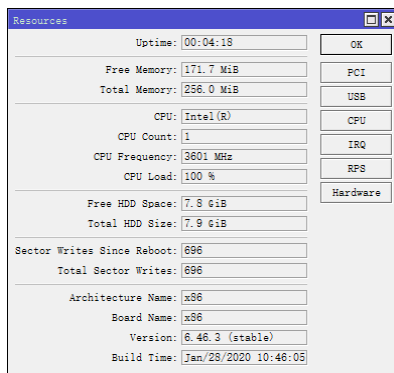 Resources
Uptime: 00:04:18
OK
Free Memory: 171.7 MiB
PCI
Total Memory: 256.0 MiB
USB
CPU: Intel(R)
CPU
CPU Count: 1
IRQ
CPU Frequency: 3601 MHz
RPS
CPU Load: 100 %
Hardware
Free HDD Space: 7.8 GiB
Total HDD Size: 7.9 GiB
Sector Writes Since Reboot: 696
Total Sector Writes: 696
Architecture Name: x86
Board Name: x86
Version: 6.46.3 (stable)
Build Time: Jan/28/2020 10:46:05